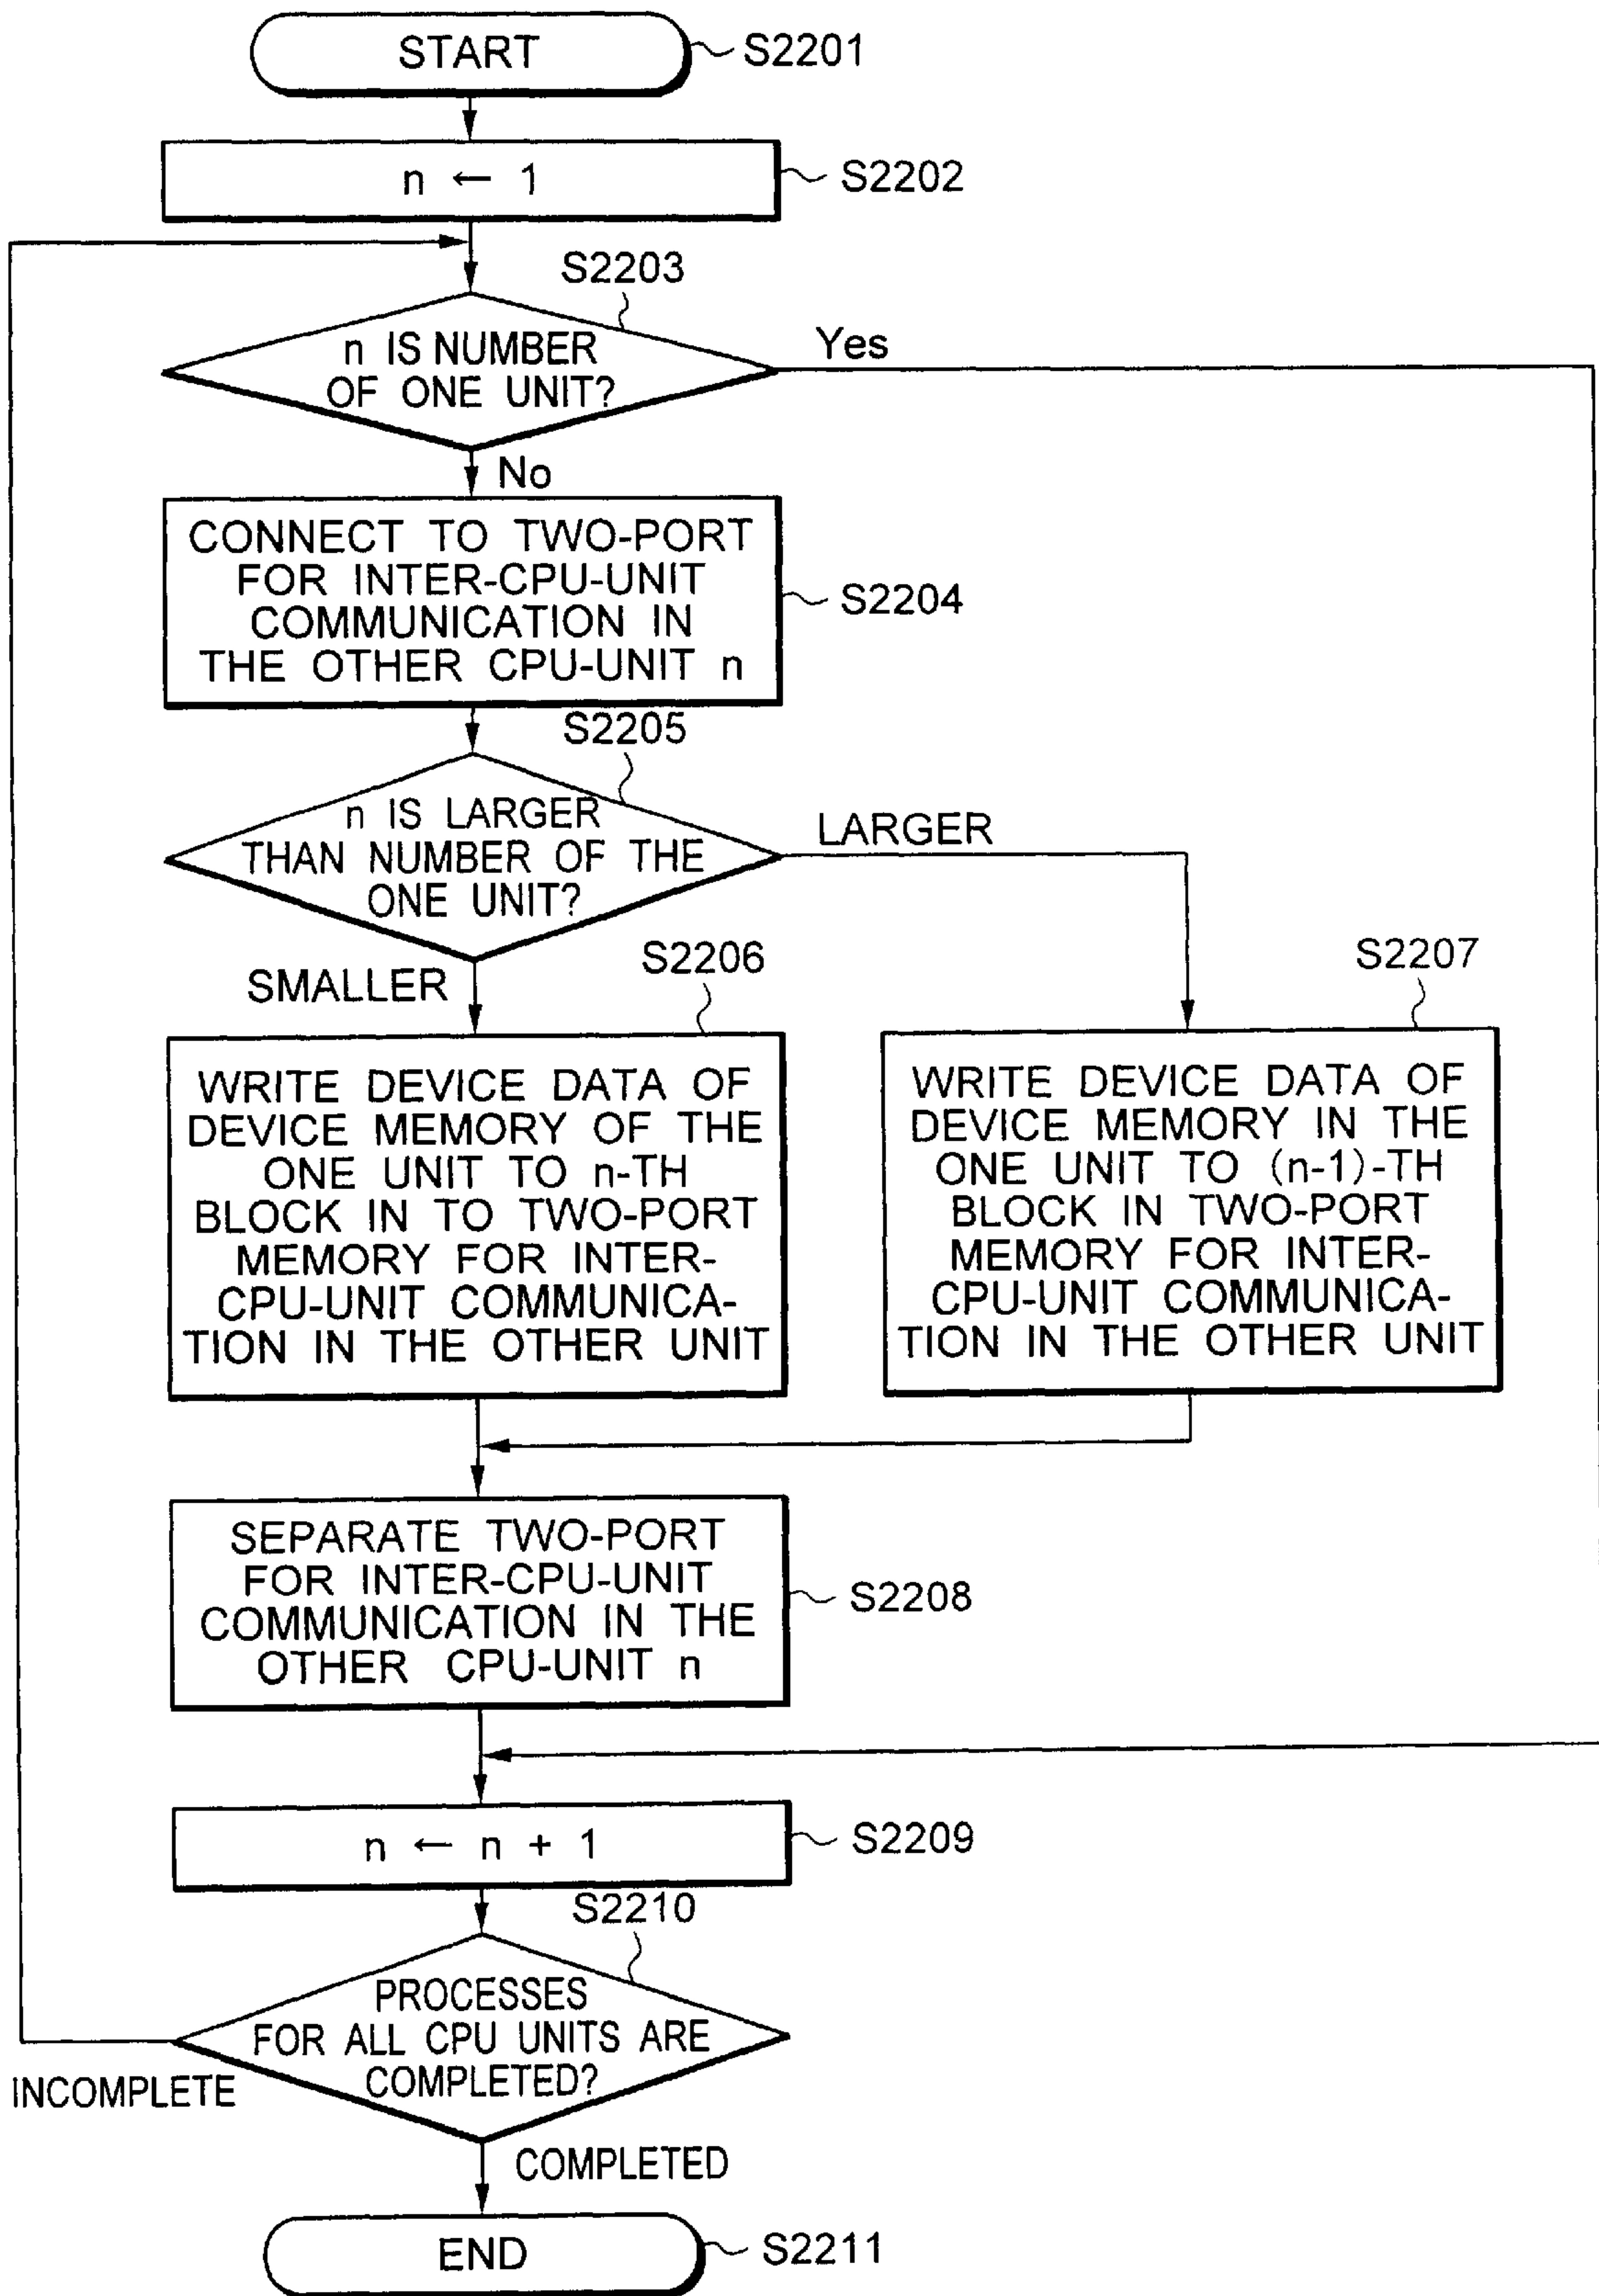 START
S2201
n ← 1
S2202
S2203
n IS NUMBER
OF ONE UNIT?
Yes
No
CONNECT TO TWO-PORT
FOR INTER-CPU-UNIT
COMMUNICATION IN
THE OTHER CPU-UNIT n
S2204
S2205
n IS LARGER
THAN NUMBER OF THE
ONE UNIT?
LARGER
SMALLER
S2206
WRITE DEVICE DATA OF
DEVICE MEMORY OF THE
ONE UNIT TO n-TH
BLOCK IN TO TWO-PORT
MEMORY FOR INTER-
CPU-UNIT COMMUNICA-
TION IN THE OTHER UNIT
S2207
WRITE DEVICE DATA OF
DEVICE MEMORY IN THE
ONE UNIT TO (n-1)-TH
BLOCK IN TWO-PORT
MEMORY FOR INTER-
CPU-UNIT COMMUNICA-
TION IN THE OTHER UNIT
SEPARATE TWO-PORT
FOR INTER-CPU-UNIT
COMMUNICATION IN THE
OTHER CPU-UNIT n
S2208
n ← n + 1
S2209
S2210
PROCESSES
FOR ALL CPU UNITS ARE
COMPLETED?
INCOMPLETE
COMPLETED
END
S2211